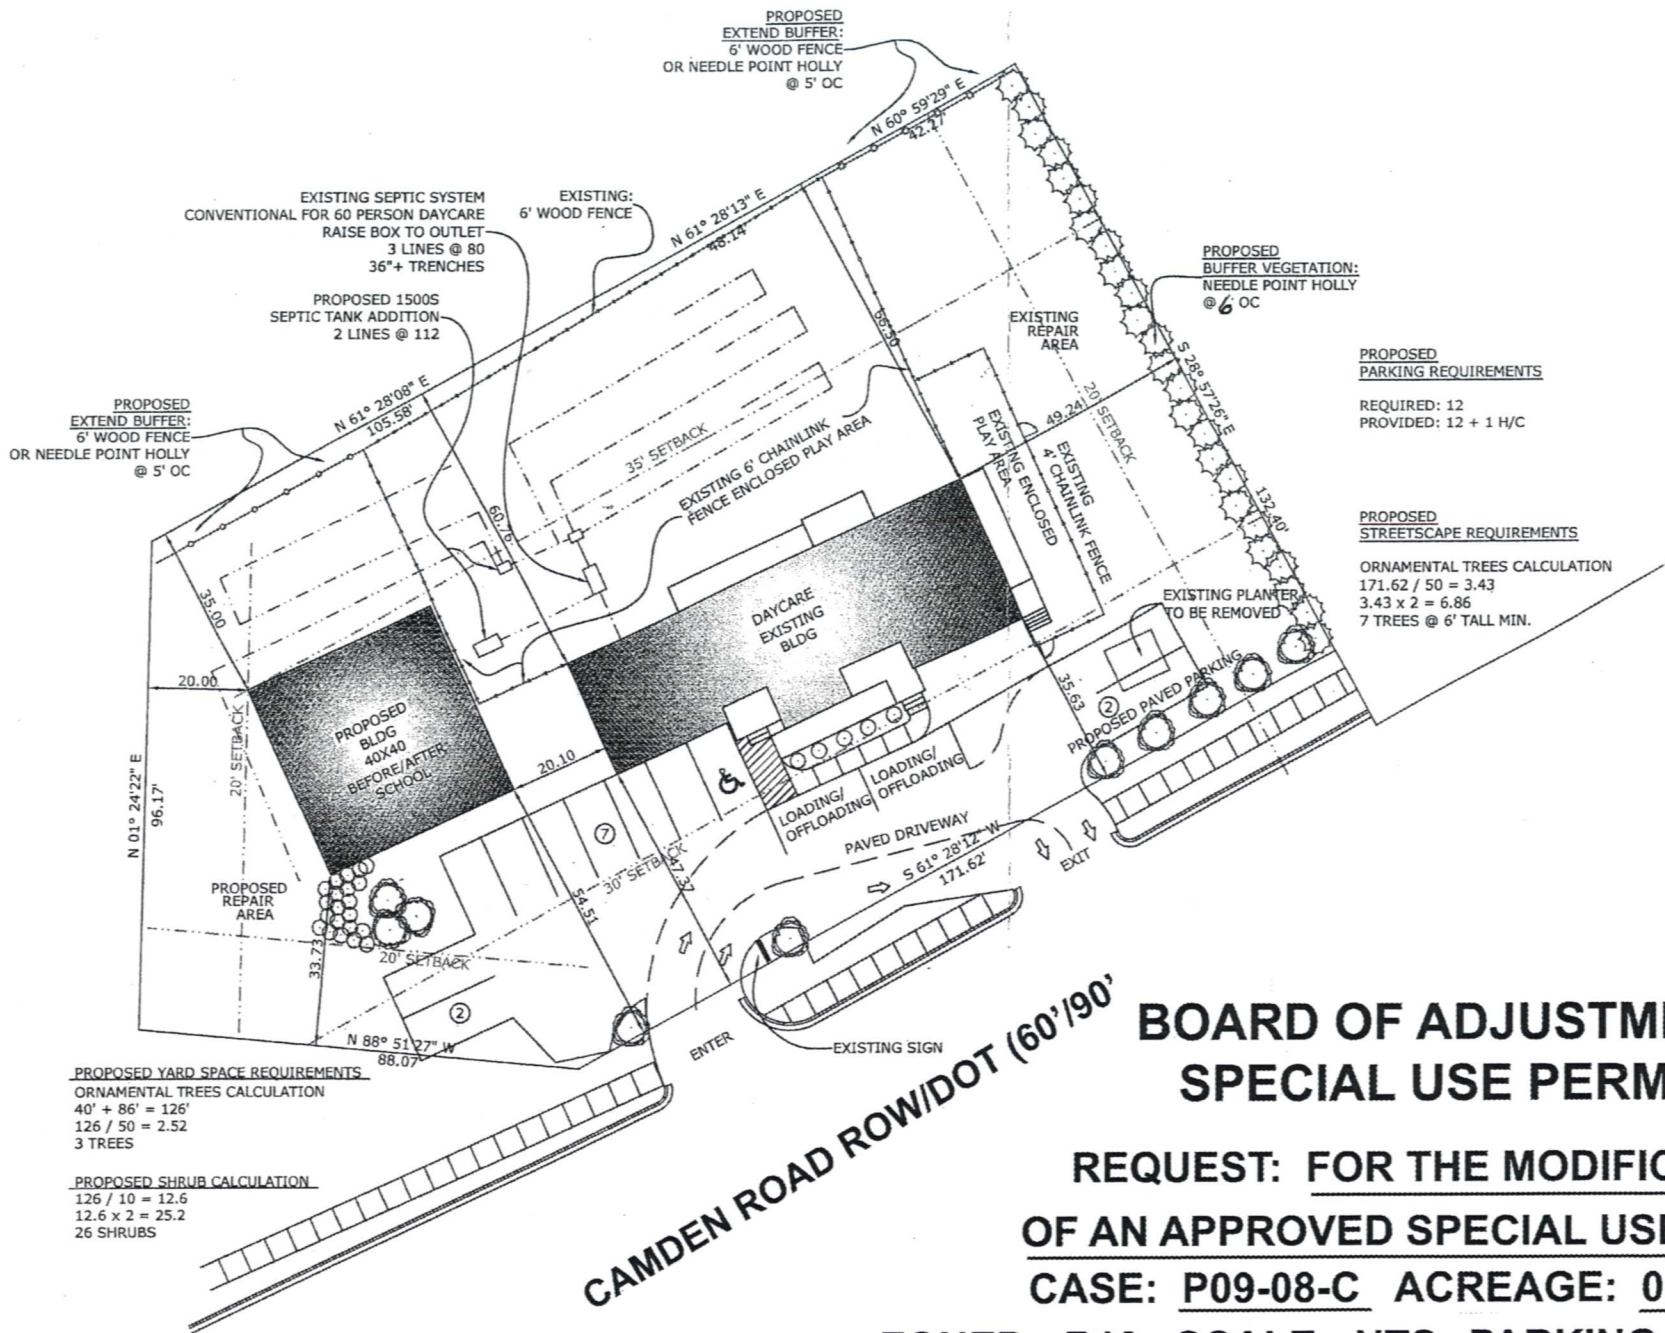 PROPOSED
EXTEND BUFFER:
6' WOOD FENCE
OR NEEDLE POINT HOLLY
@ 5' OC
N 60° 59'29" E
42.27'
EXISTING SEPTIC SYSTEM
CONVENTIONAL FOR 60 PERSON DAYCARE
RAISE BOX TO OUTLET
3 LINES @ 80
36"+ TRENCHES
EXISTING:
6' WOOD FENCE
N 61° 28'13" E
48.14'
PROPOSED 1500S
SEPTIC TANK ADDITION
2 LINES @ 112
PROPOSED
BUFFER VEGETATION:
NEEDLE POINT HOLLY
@ 6 OC
EXISTING
REPAIR
AREA
66.50
S 28° 57'26" E
132.40'
PROPOSED
PARKING REQUIREMENTS
REQUIRED: 12
PROVIDED: 12 + 1 H/C
PROPOSED
EXTEND BUFFER:
6' WOOD FENCE
OR NEEDLE POINT HOLLY
@ 5' OC
N 61° 28'08" E
105.58'
35' SETBACK
EXISTING 6' CHAINLINK
FENCE ENCLOSED PLAY AREA
EXISTING ENCLOSED
PLAY AREA
EXISTING
4' CHAINLINK FENCE
49.24'
20' SETBACK
60.76
PROPOSED
STREETSCAPE REQUIREMENTS
ORNAMENTAL TREES CALCULATION
171.62 / 50 = 3.43
3.43 x 2 = 6.86
7 TREES @ 6' TALL MIN.
35.00
DAYCARE
EXISTING
BLDG
EXISTING PLANTER
TO BE REMOVED
20.00
20' SETBACK
N 01° 24'22" E
96.17'
PROPOSED
BLDG
40X40
BEFORE/AFTER-
SCHOOL
20.10
35.63
2
PROPOSED PAVED PARKING
LOADING/
OFFLOADING
LOADING/
OFFLOADING
7
PAVED DRIVEWAY
S 61° 28'12" W
171.62'
EXIT
30' SETBACK
47.37
54.51
PROPOSED
REPAIR
AREA
33.73
20' SETBACK
2
N 88° 51'27" W
88.07'
ENTER
EXISTING SIGN
PROPOSED YARD SPACE REQUIREMENTS
ORNAMENTAL TREES CALCULATION
40' + 86' = 126'
126 / 50 = 2.52
3 TREES
PROPOSED SHRUB CALCULATION
126 / 10 = 12.6
12.6 x 2 = 25.2
26 SHRUBS
CAMDEN ROAD ROW/DOT (60'/90'
BOARD OF ADJUSTM
SPECIAL USE PERM
REQUEST: FOR THE MODIFIC
OF AN APPROVED SPECIAL USE
CASE: P09-08-C ACREAGE: 0